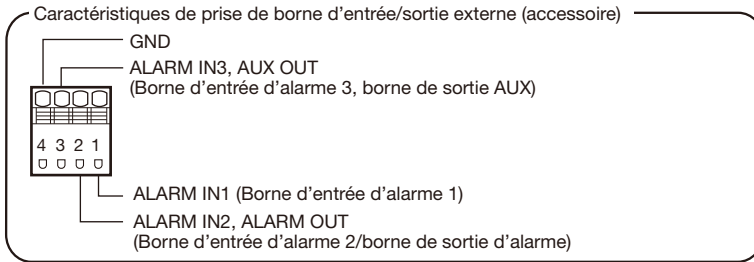 Caractéristiques de prise de borne d'entrée/sortie externe (accessoire)
GND
ALARM IN3, AUX OUT
(Borne d'entrée d'alarme 3, borne de sortie AUX)
4 3 2 1
ALARM IN1 (Borne d'entrée d'alarme 1)
ALARM IN2, ALARM OUT
(Borne d'entrée d'alarme 2/borne de sortie d'alarme)